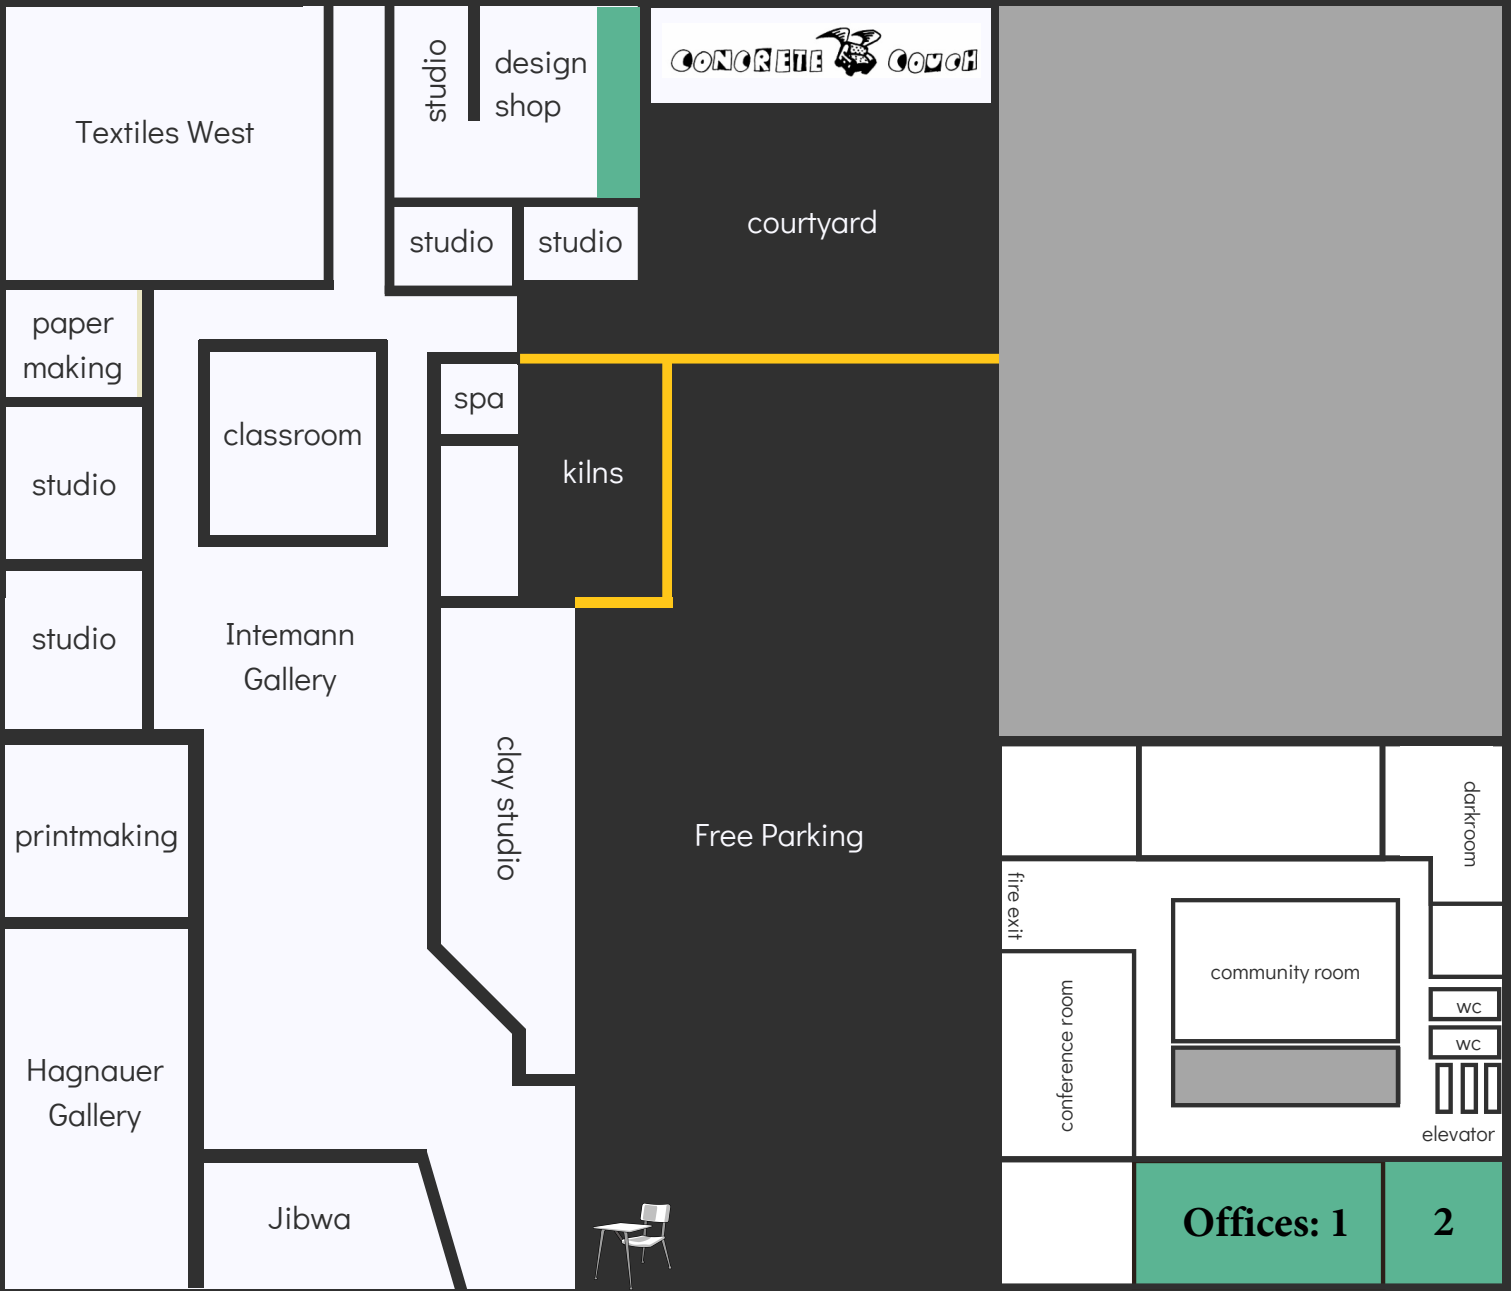 Textiles West
studio
design
shop
CONCRETE COUCH
studio
studio
courtyard
paper
making
classroom
spa
kilns
studio
studio
Intemann
Gallery
printmaking
clay studio
Free Parking
darkroom
fire exit
community room
conference room
wc
wc
elevator
Hagnauer
Gallery
Jibwa
Offices: 1
2